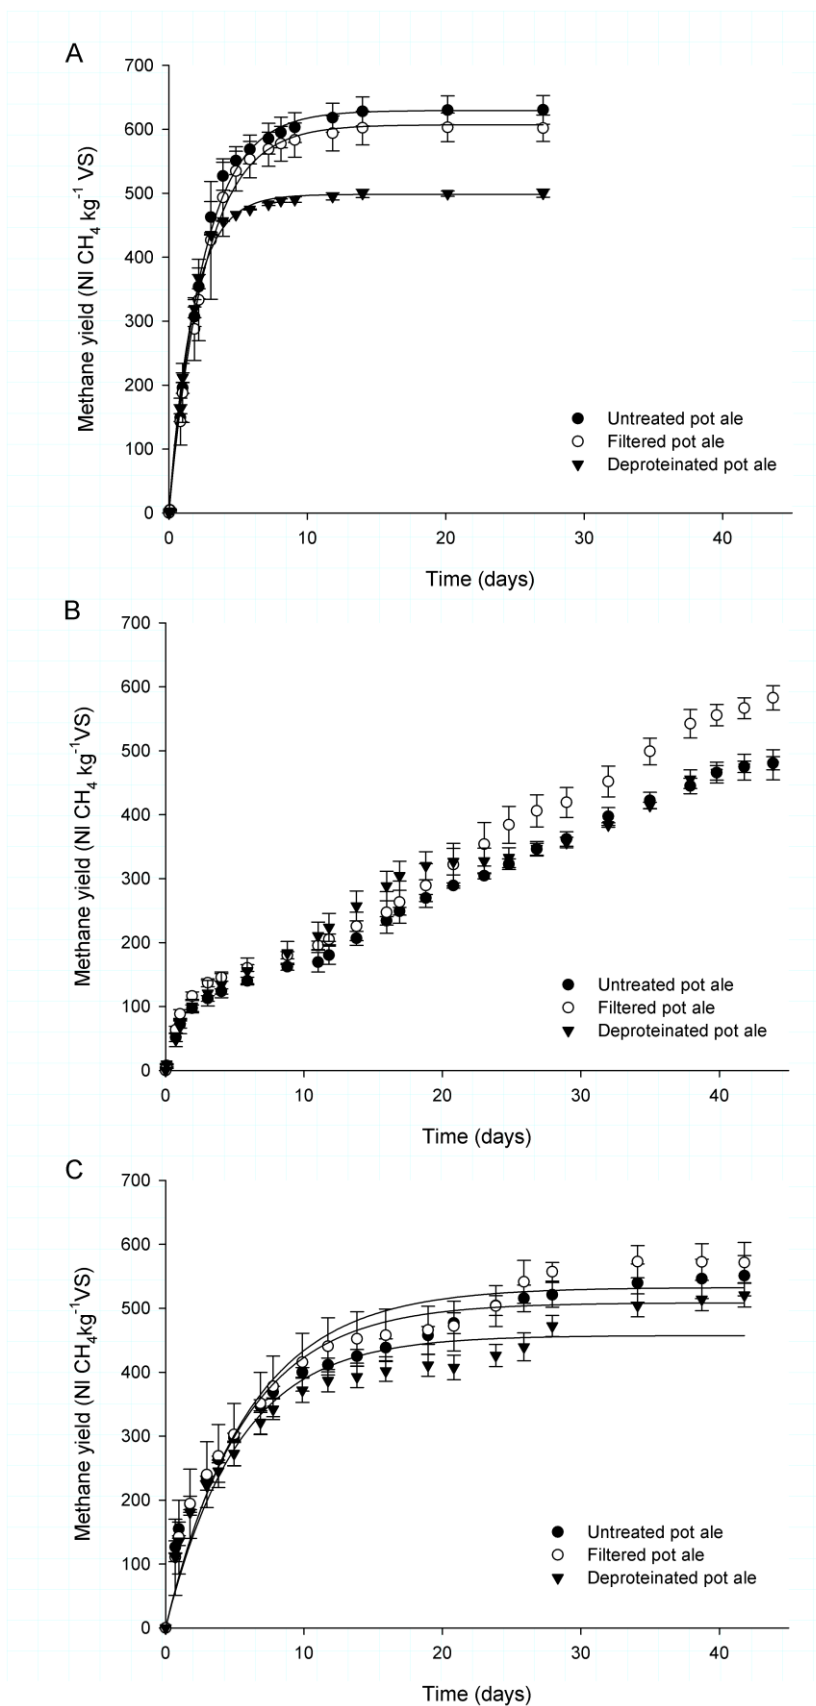 A
700
600
500
400
300
200
100
0
Methane yield (Nl CH₄ kg⁻¹ VS)
Untreated pot ale
Filtered pot ale
Deproteinated pot ale
0 10 20 30 40
Time (days)
B
700
600
500
400
300
200
100
0
Methane yield (Nl CH₄ kg⁻¹VS)
Untreated pot ale
Filtered pot ale
Deproteinated pot ale
0 10 20 30 40
Time (days)
C
700
600
500
400
300
200
100
0
Methane yield (Nl CH₄kg⁻¹VS)
Untreated pot ale
Filtered pot ale
Deproteinated pot ale
0 10 20 30 40
Time (days)